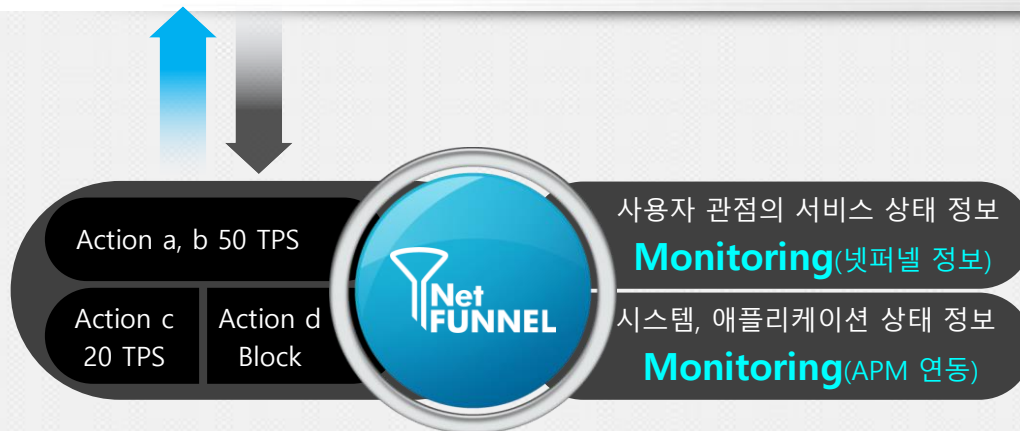 Action a, b 50 TPS
Action c
20 TPS
Action d
Block
Net
FUNNEL
사용자 관점의 서비스 상태 정보
Monitoring(넷퍼넬 정보)
시스템, 애플리케이션 상태 정보
Monitoring(APM 연동)